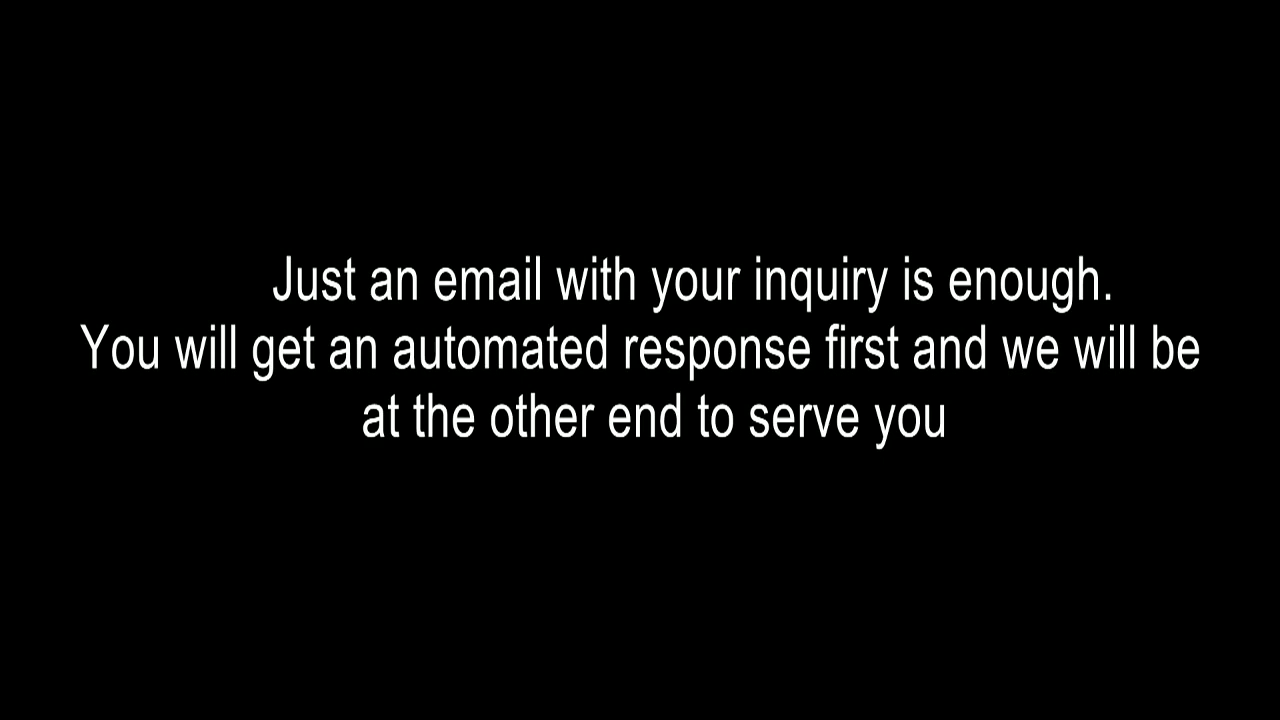 Just an email with your inquiry is enough.
You will get an automated response first and we will be
at the other end to serve you